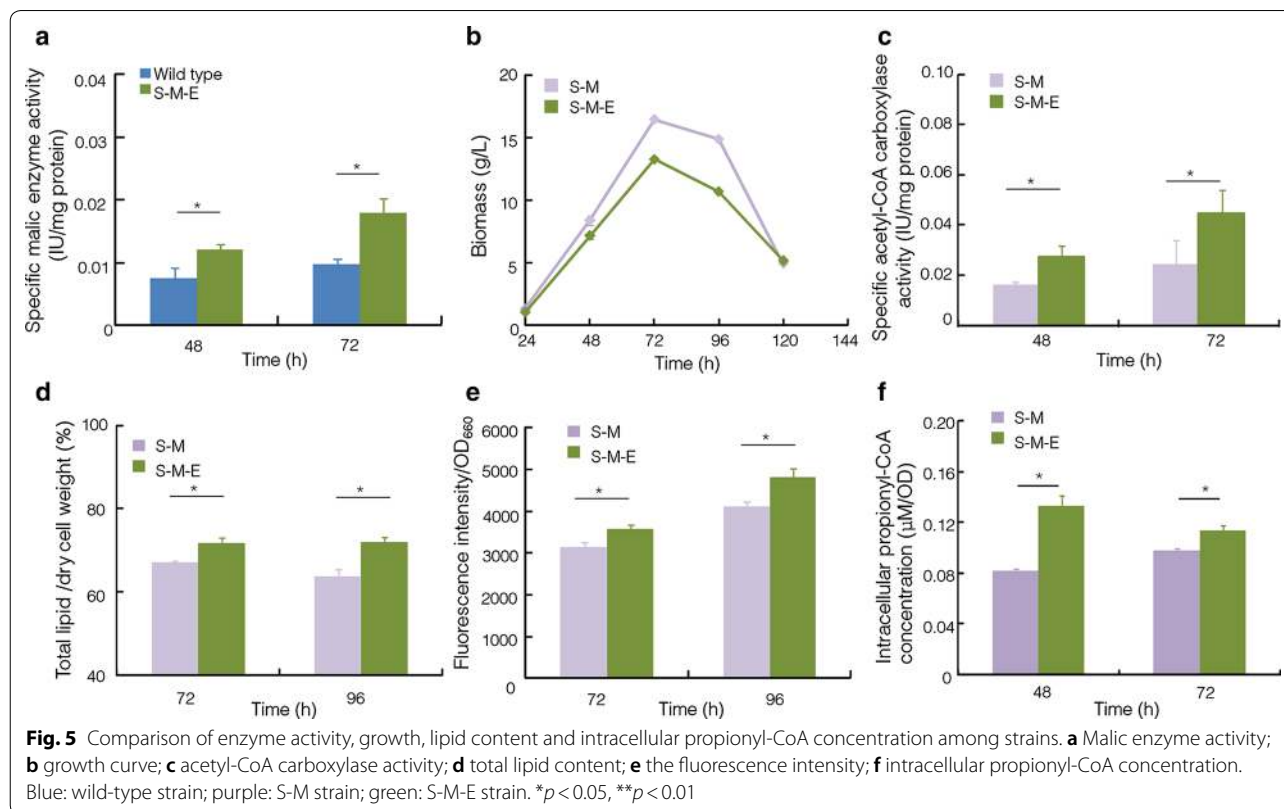 a
Wild type
S-M-E
Specific malic enzyme activity
(IU/mg protein)
0.04
0.03
0.02
0.01
0
*
*
48
72
Time (h)
b
S-M
S-M-E
Biomass (g/L)
20
15
10
5
0
24
48
72
96
120
144
Time (h)
c
S-M
S-M-E
Specific acetyl-CoA carboxylase
activity (IU/mg protein)
0.10
0.08
0.06
0.04
0.02
0
*
*
48
72
Time (h)
d
S-M
S-M-E
Total lipid /dry cell weight (%)
100
80
60
40
*
*
72
96
Time (h)
e
S-M
S-M-E
Fluorescence intensity/OD660
6000
5000
4000
3000
2000
1000
0
*
*
72
96
Time (h)
f
S-M
S-M-E
Intracellular propionyl-CoA
concentration (μM/OD)
0.20
0.16
0.12
0.08
0.04
0
*
*
48
72
Time (h)
Fig. 5 Comparison of enzyme activity, growth, lipid content and intracellular propionyl-CoA concentration among strains. a Malic enzyme activity;
b growth curve; c acetyl-CoA carboxylase activity; d total lipid content; e the fluorescence intensity; f intracellular propionyl-CoA concentration.
Blue: wild-type strain; purple: S-M strain; green: S-M-E strain. *p < 0.05, **p < 0.01